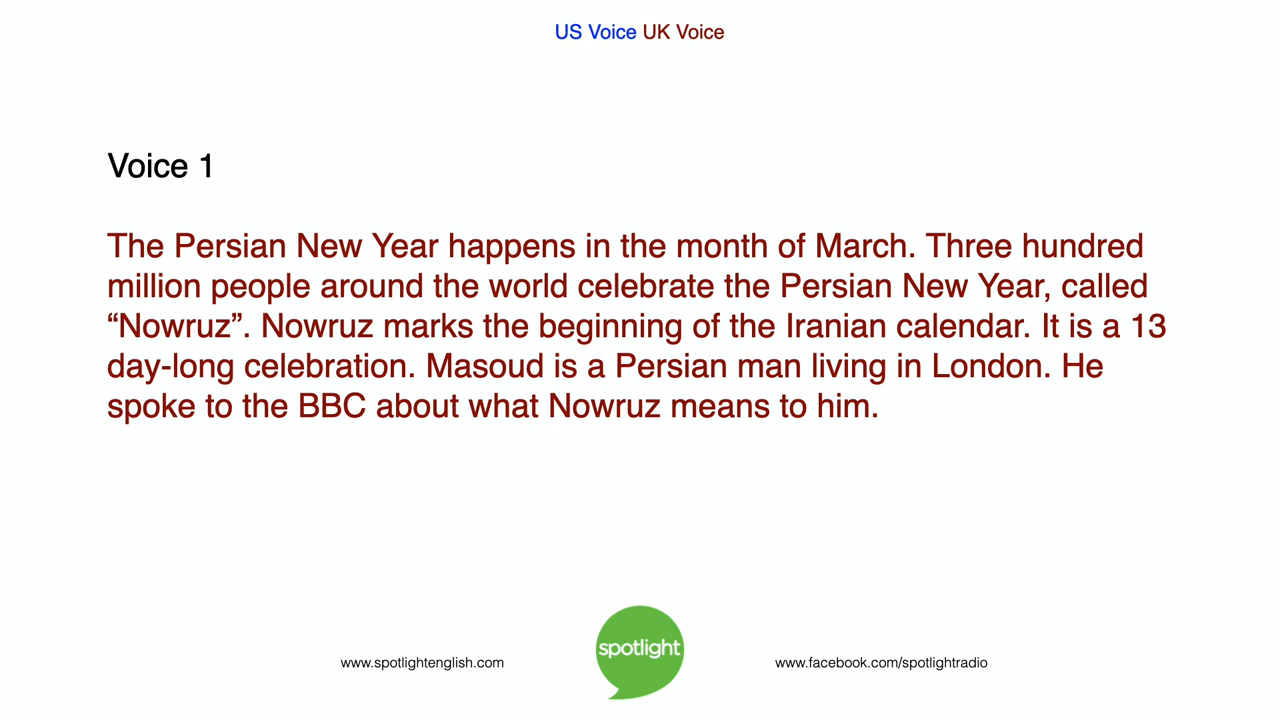 US Voice UK Voice
Voice 1
The Persian New Year happens in the month of March. Three hundred
million people around the world celebrate the Persian New Year, called
“Nowruz”. Nowruz marks the beginning of the Iranian calendar. It is a 13
day-long celebration. Masoud is a Persian man living in London. He
spoke to the BBC about what Nowruz means to him.
www.spotlightenglish.com
spotlight
www.facebook.com/spotlightradio